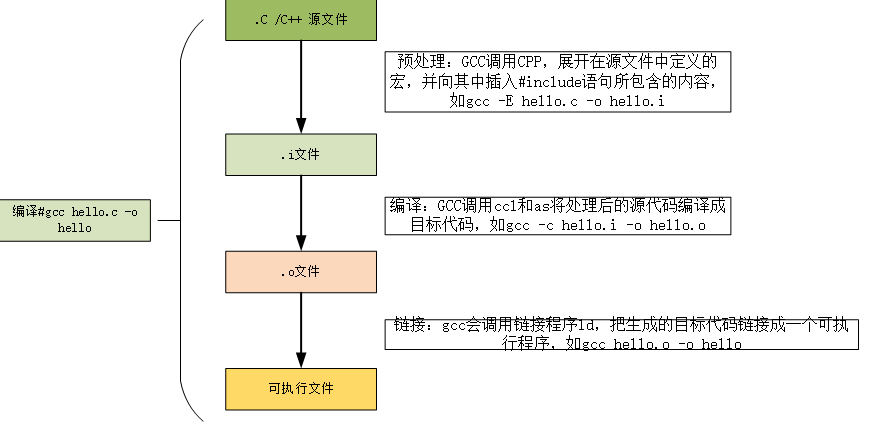 .C /C++ 源文件
预处理：GCC调用CPP，展开在源文件中定义的
宏，并向其中插入#include语句所包含的内容，
如gcc -E hello.c -o hello.i
.i文件
编译#gcc hello.c -o
hello
编译：GCC调用ccl和as将处理后的源代码编译成
目标代码，如gcc -c hello.i -o hello.o
.o文件
链接：gcc会调用链接程序ld，把生成的目标代码链接成一个可执
行程序，如gcc hello.o -o hello
可执行文件